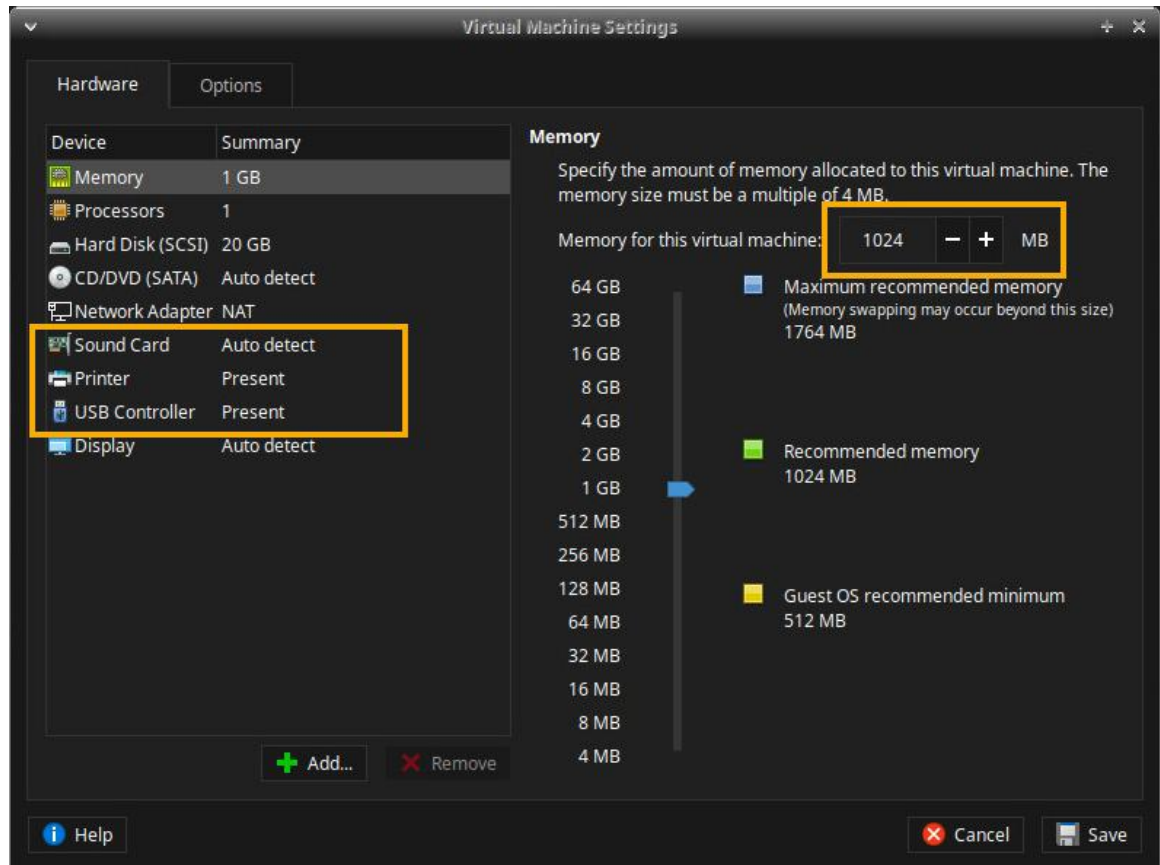 Virtual Machine Settings
Hardware
Options
Device Summary
Memory 1 GB
Processors 1
Hard Disk (SCSI) 20 GB
CD/DVD (SATA) Auto detect
Network Adapter NAT
Sound Card Auto detect
Printer Present
USB Controller Present
Display Auto detect
Add...
Remove
Memory
Specify the amount of memory allocated to this virtual machine. The
memory size must be a multiple of 4 MB.
Memory for this virtual machine: 1024 − + MB
64 GB
32 GB
16 GB
8 GB
4 GB
2 GB
1 GB
512 MB
256 MB
128 MB
64 MB
32 MB
16 MB
8 MB
4 MB
Maximum recommended memory
(Memory swapping may occur beyond this size)
1764 MB
Recommended memory
1024 MB
Guest OS recommended minimum
512 MB
Help
Cancel
Save